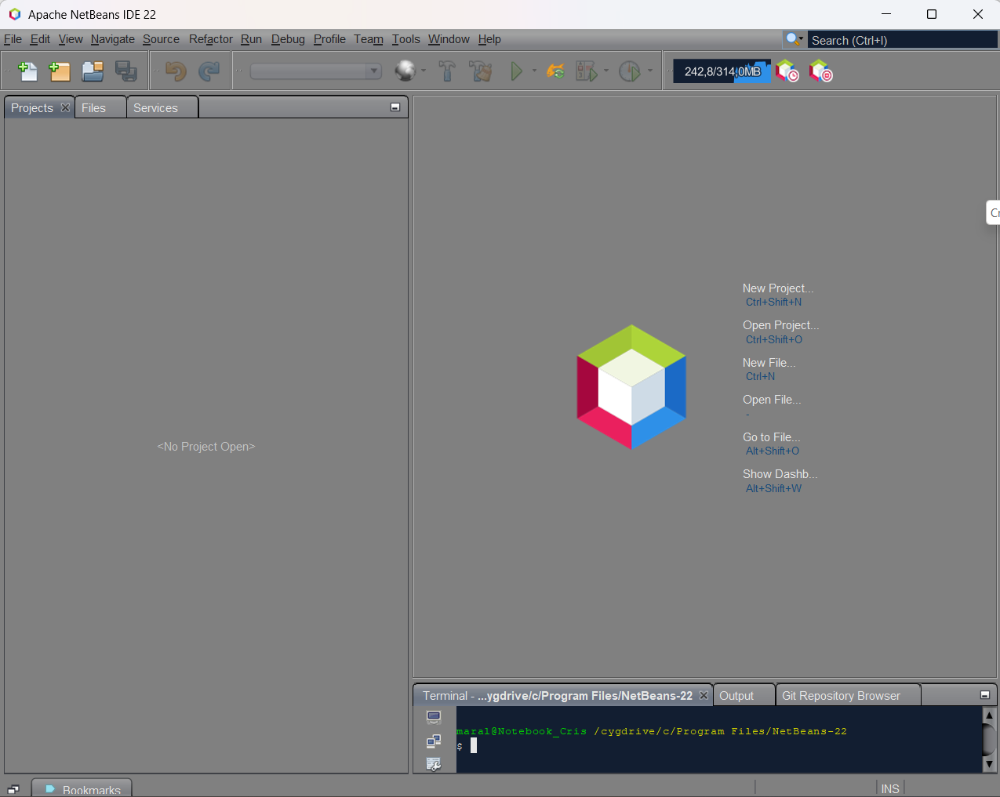 Apache NetBeans IDE 22
File Edit View Navigate Source Refactor Run Debug Profile Team Tools Window Help
Search (Ctrl+I)
242,8/314,0MB
Projects Files Services
<No Project Open>
New Project...
Ctrl+Shift+N
Open Project...
Ctrl+Shift+O
New File...
Ctrl+N
Open File...
-
Go to File...
Alt+Shift+O
Show Dashb...
Alt+Shift+W
Terminal - ...ygdrive/c/Program Files/NetBeans-22 Output Git Repository Browser
maral@Notebook_Cris /cygdrive/c/Program Files/NetBeans-22
$
Bookmarks
INS